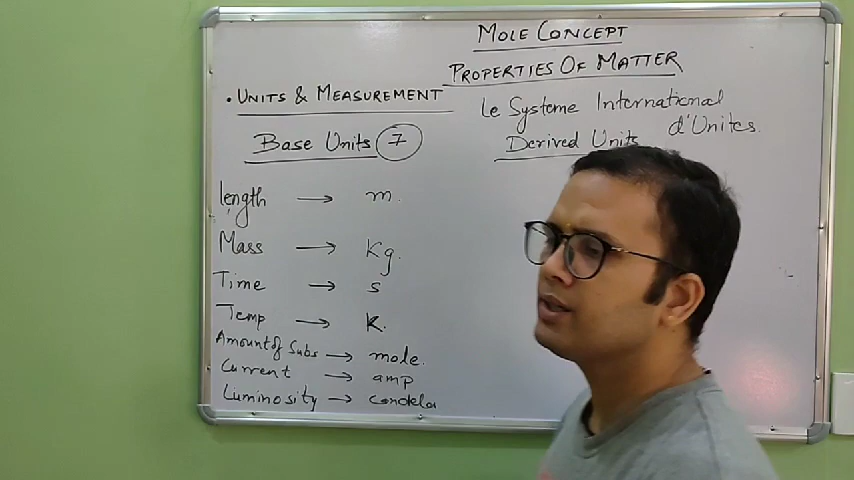 MOLE CONCEPT
PROPERTIES OF MATTER
• UNITS & MEASUREMENT
Le Systeme International
d'Unites
Base Units 7
Derived Units
length → m.
Mass → Kg.
Time → s
Temp → K.
Amount of Subs → mole.
Current → amp
Luminosity → candela